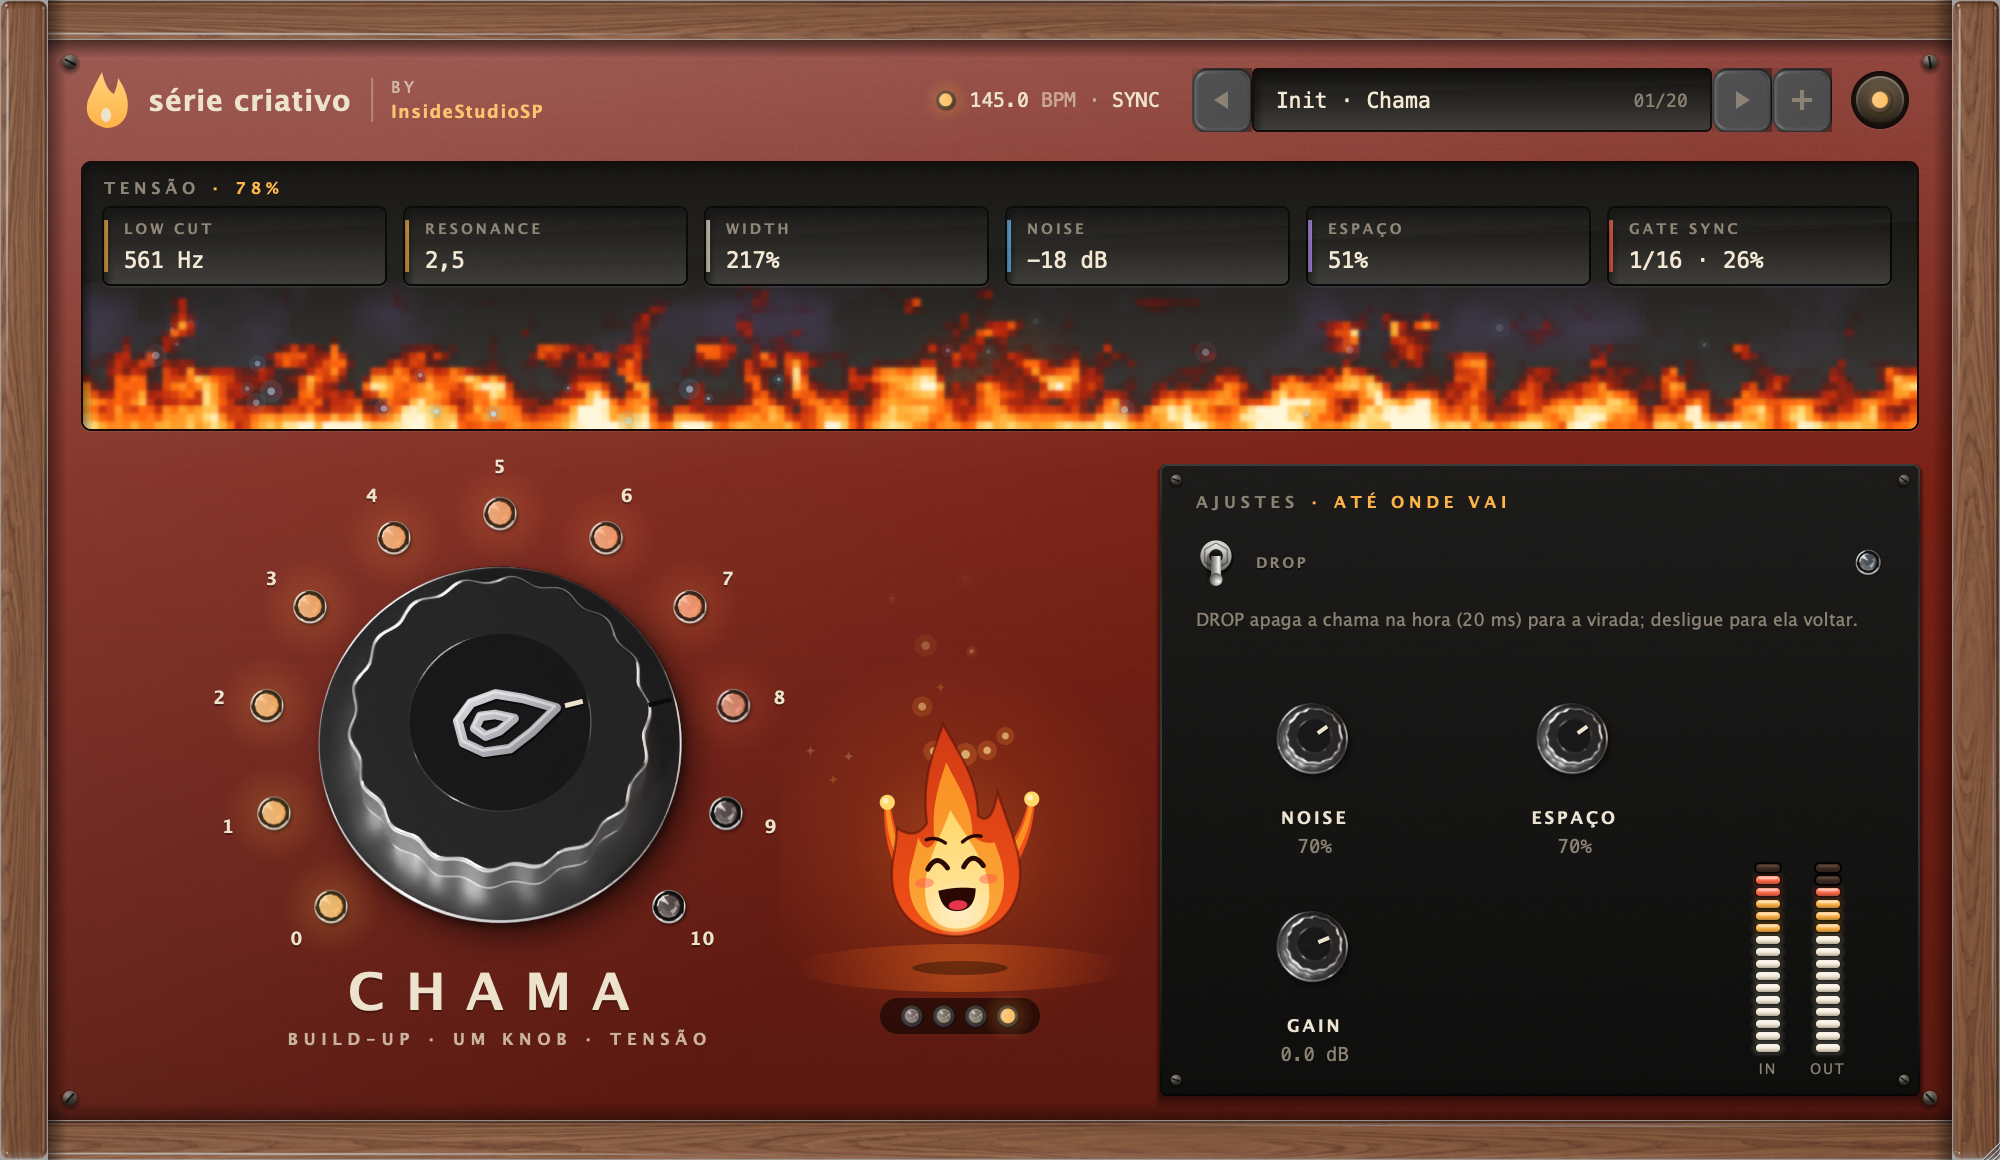 série criativo
BY
InsideStudioSP
145.0 BPM · SYNC
Init · Chama 01/20
TENSÃO · 78%
LOW CUT
561 Hz
RESONANCE
2,5
WIDTH
217%
NOISE
−18 dB
ESPAÇO
51%
GATE SYNC
1/16 · 26%
5
4
6
3
7
2
8
1
9
0
10
CHAMA
BUILD-UP · UM KNOB · TENSÃO
AJUSTES · ATÉ ONDE VAI
DROP
DROP apaga a chama na hora (20 ms) para a virada; desligue para ela voltar.
NOISE
70%
ESPAÇO
70%
GAIN
0.0 dB
IN
OUT